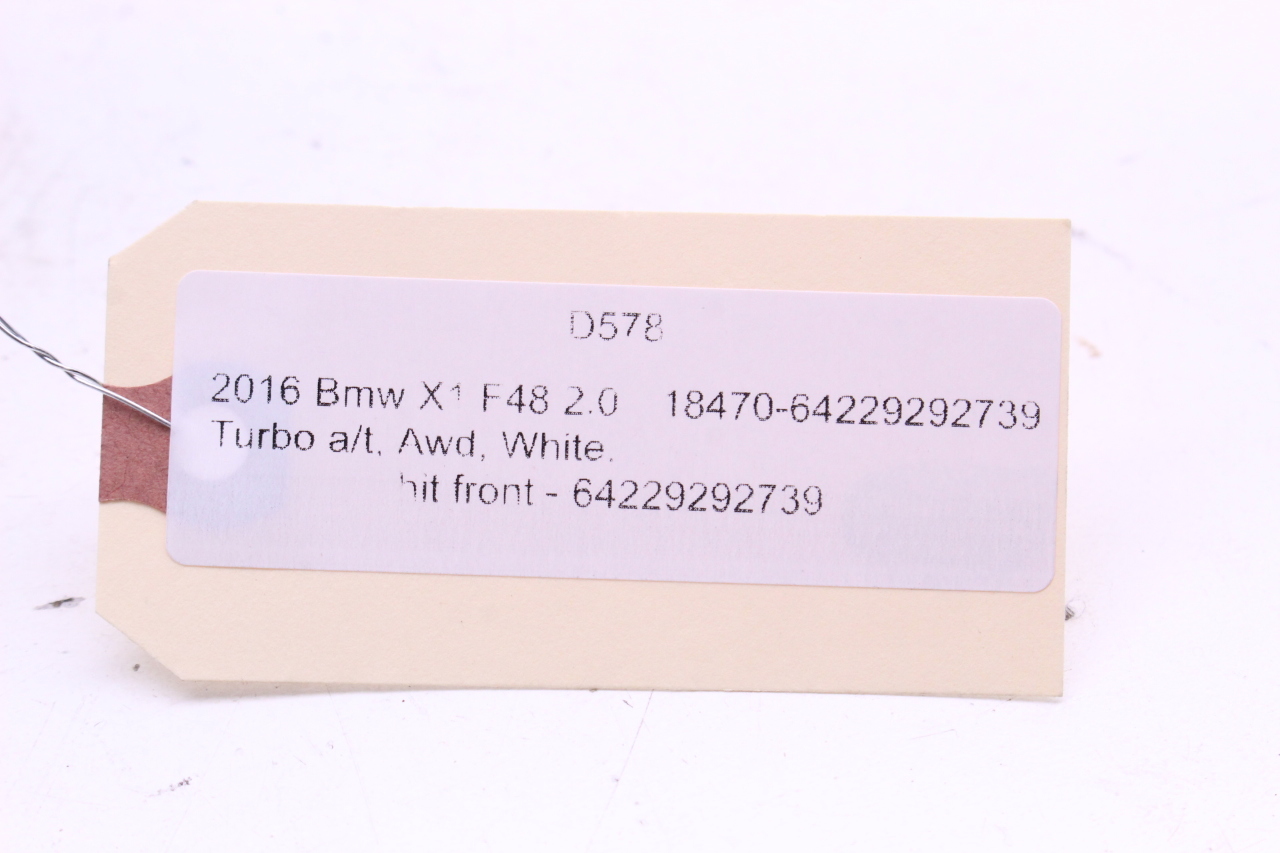 D578
2016 Bmw X1 F48 2.0 18470-64229292739
Turbo a/t, Awd, White.
hit front - 64229292739